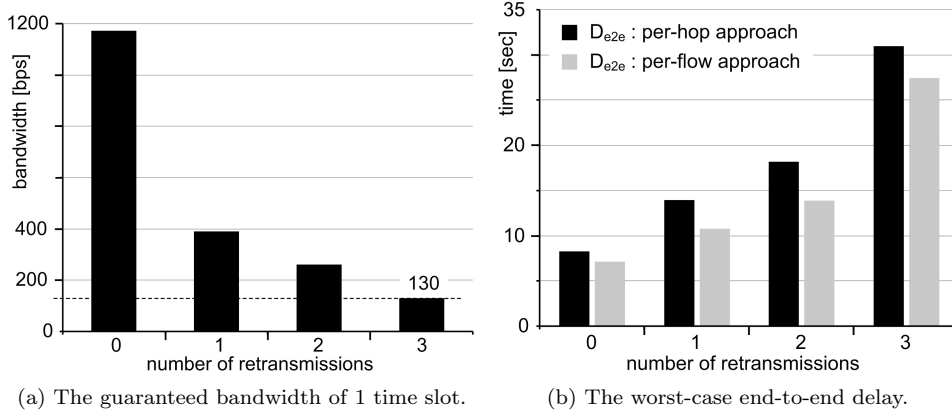 1200
400
200
0
bandwidth [bps]
130
0 1 2 3
number of retransmissions
(a) The guaranteed bandwidth of 1 time slot.
35
20
10
0
time [sec]
De2e : per-hop approach
De2e : per-flow approach
0 1 2 3
number of retransmissions
(b) The worst-case end-to-end delay.